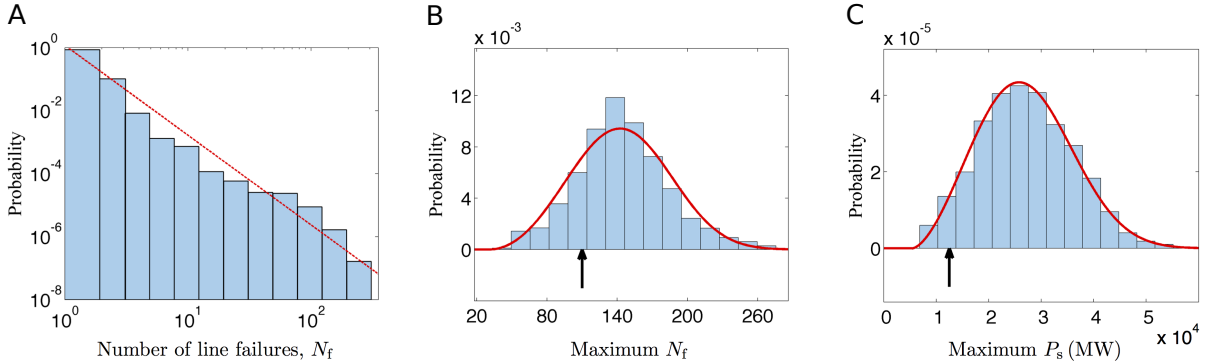 A
10^0
10^-2
10^-4
10^-6
10^-8
Probability
10^0 10^1 10^2
Number of line failures, N_f
B
x 10^-3
12
8
4
0
Probability
20 80 140 200 260
Maximum N_f
C
x 10^-5
4
2
0
Probability
0 1 2 3 4 5
x 10^4
Maximum P_s (MW)